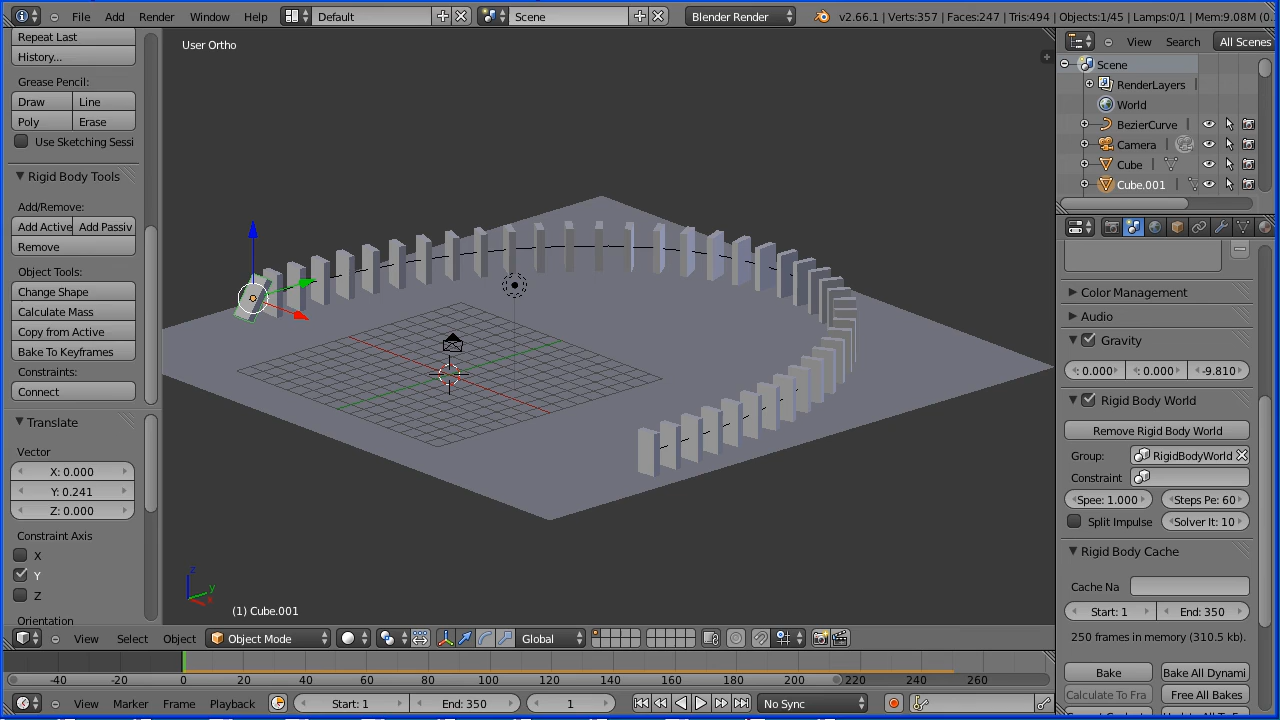 File Add Render Window Help Default Scene Blender Render v2.66.1 | Verts:357 | Faces:247 | Tris:494 | Objects:1/45 | Lamps:0/1 | Mem:9.08M (0.
Repeat Last
History...
Grease Pencil:
Draw Line
Poly Erase
Use Sketching Sessi
Rigid Body Tools
Add/Remove:
Add Active Add Passiv
Remove
Object Tools:
Change Shape
Calculate Mass
Copy from Active
Bake To Keyframes
Constraints:
Connect
Translate
Vector
X: 0.000
Y: 0.241
Z: 0.000
Constraint Axis
X
Y
Z
Orientation
User Ortho
z
y
(1) Cube.001
View Select Object Object Mode Global
View Search All Scenes
Scene
RenderLayers
World
BezierCurve
Camera
Cube
Cube.001
Color Management
Audio
Gravity
: 0.000 : 0.000 -9.810
Rigid Body World
Remove Rigid Body World
Group: RigidBodyWorld
Constraint
Spee: 1.000 Steps Pe: 60
Split Impulse Solver It: 10
Rigid Body Cache
Cache Na
Start: 1 End: 350
250 frames in memory (310.5 kb).
Bake Bake All Dynami
Calculate To Fra Free All Bakes
-40 -20 0 20 40 60 80 100 120 140 160 180 200 220 240 260
View Marker Frame Playback Start: 1 End: 350 1 No Sync